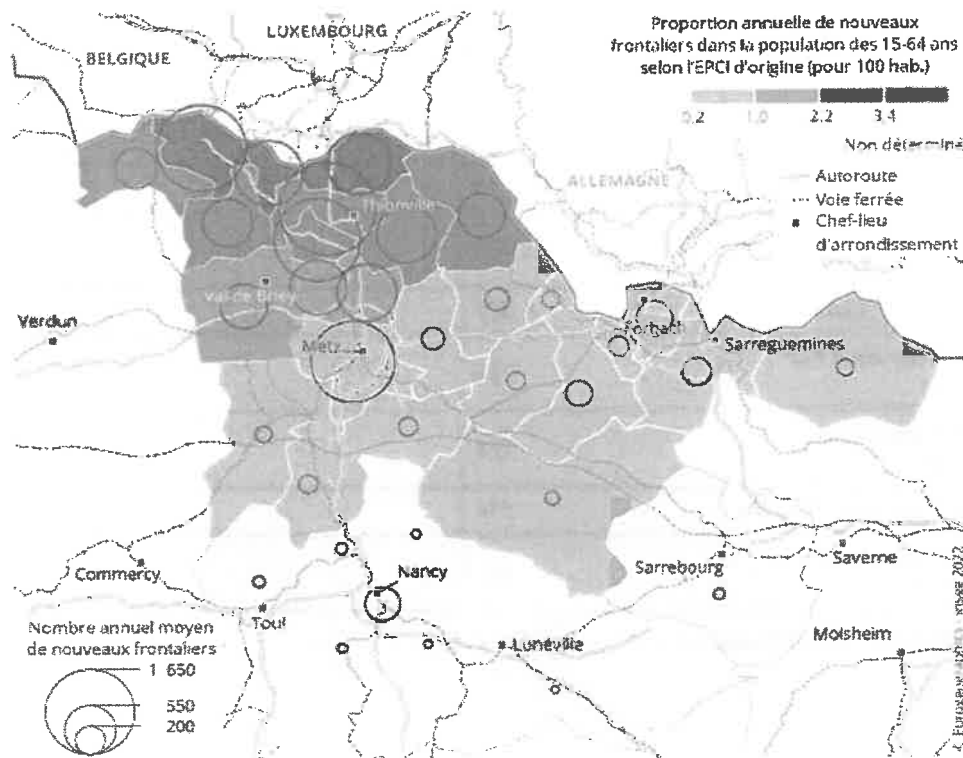 Proportion annuelle de nouveaux
frontaliers dans la population des 15-64 ans
selon l'EPCI d'origine (pour 100 hab.)
0,2 1,0 2,2 3,4
Non déterminé
Autoroute
Voie ferrée
Chef-lieu
d'arrondissement
LUXEMBOURG
BELGIQUE
ALLEMAGNE
Thionville
Val de Briey
Verdun
Metz
Forbach
Sarreguemines
Commercy
Toul
Nancy
Lunéville
Sarrebourg
Saverne
Molsheim
Nombre annuel moyen
de nouveaux frontaliers
1 650
550
200
2022